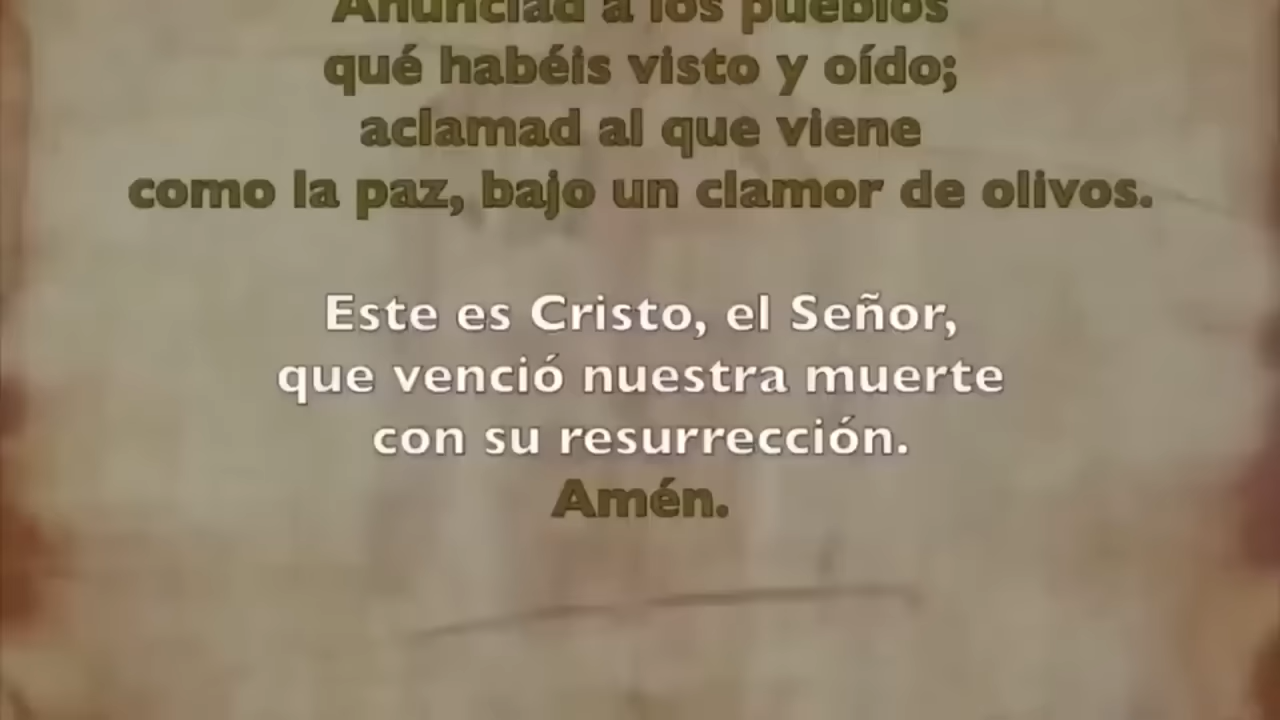 Anunciad a los pueblos
qué habéis visto y oído;
aclamad al que viene
como la paz, bajo un clamor de olivos.
Este es Cristo, el Señor,
que venció nuestra muerte
con su resurrección.
Amén.